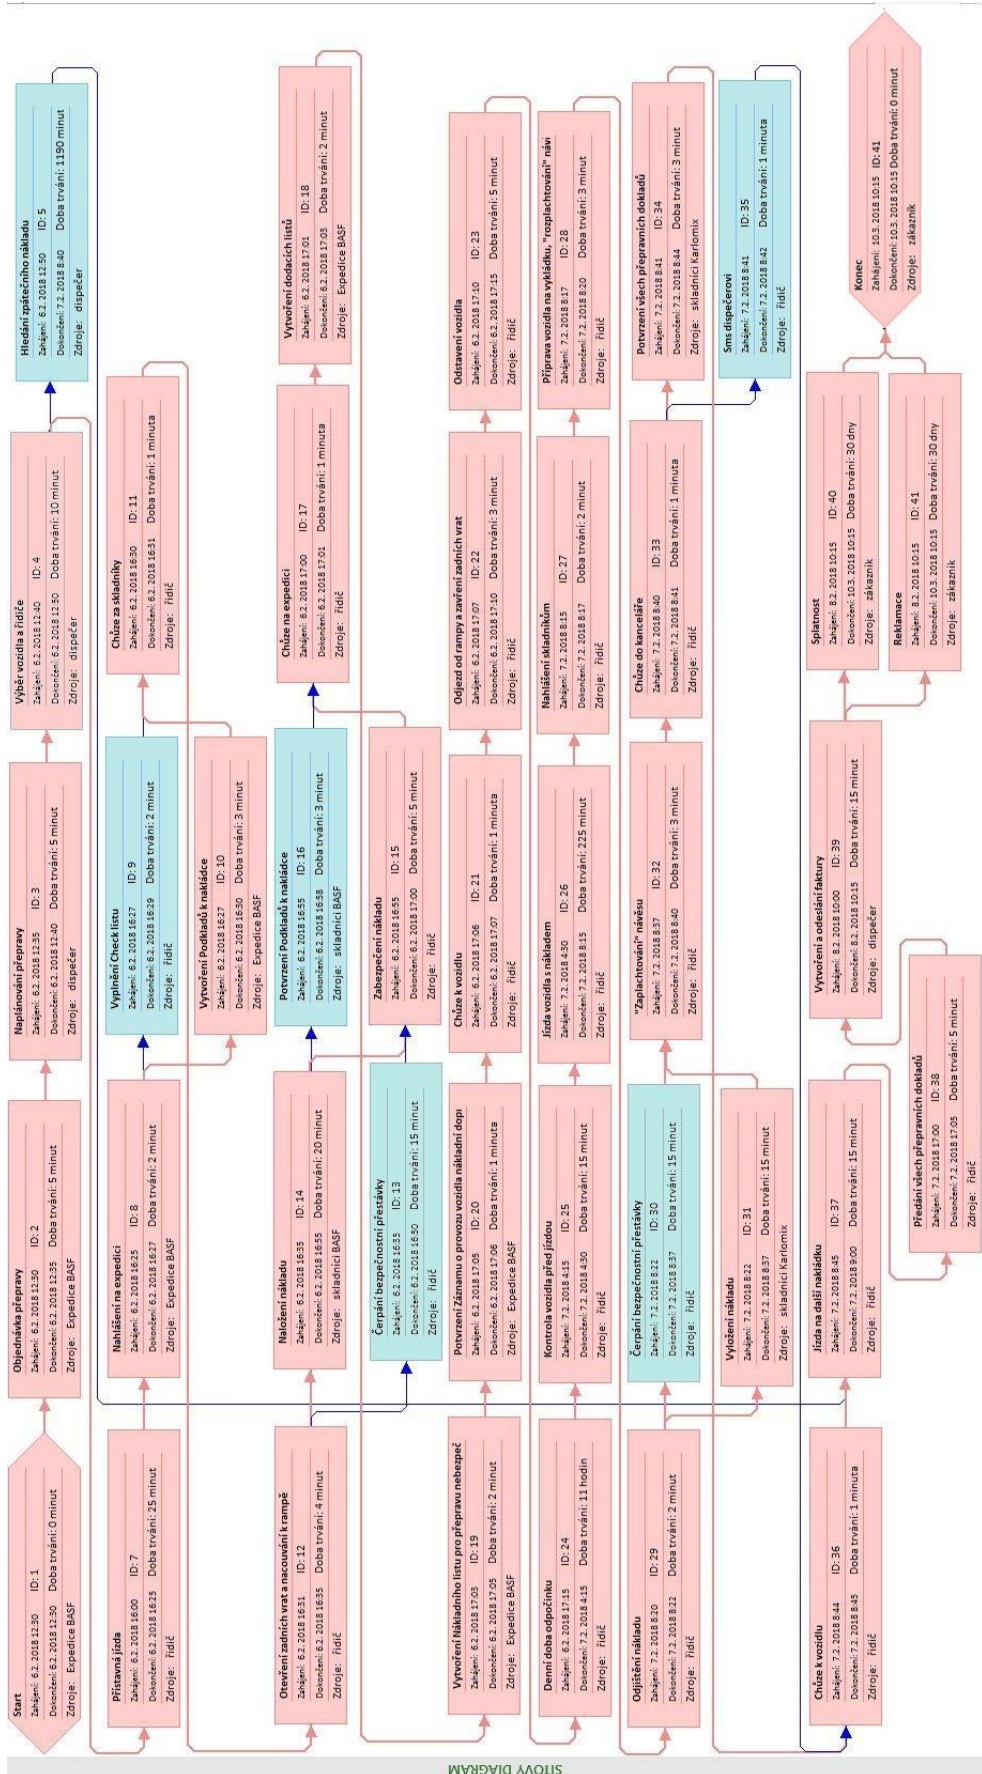 SÍŤOVÝ DIAGRAM
Start
Zahájení: 6.2. 2018 12:30 ID: 1
Dokončení: 6.2. 2018 12:30 Doba trvání: 0 minut
Zdroje: Expedice BASF
Objednávka přepravy
Zahájení: 6.2. 2018 12:30 ID: 2
Dokončení: 6.2. 2018 12:35 Doba trvání: 5 minut
Zdroje: Expedice BASF
Naplánování přepravy
Zahájení: 6.2. 2018 12:35 ID: 3
Dokončení: 6.2. 2018 12:40 Doba trvání: 5 minut
Zdroje: dispečer
Výběr vozidla a řidiče
Zahájení: 6.2. 2018 12:40 ID: 4
Dokončení: 6.2. 2018 12:50 Doba trvání: 10 minut
Zdroje: dispečer
Hledání zpátečního nákladu
Zahájení: 6.2. 2018 12:50 ID: 5
Dokončení: 7.2. 2018 8:40 Doba trvání: 1190 minut
Zdroje: dispečer
Přístavná jízda
Zahájení: 6.2. 2018 16:00 ID: 7
Dokončení: 6.2. 2018 16:25 Doba trvání: 25 minut
Zdroje: řidič
Nahlášení na expedici
Zahájení: 6.2. 2018 16:25 ID: 8
Dokončení: 6.2. 2018 16:27 Doba trvání: 2 minut
Zdroje: Expedice BASF
Vyplnění Check listu
Zahájení: 6.2. 2018 16:27 ID: 9
Dokončení: 6.2. 2018 16:29 Doba trvání: 2 minut
Zdroje: řidič
Vytvoření Podkladů k nakládce
Zahájení: 6.2. 2018 16:27 ID: 10
Dokončení: 6.2. 2018 16:30 Doba trvání: 3 minut
Zdroje: Expedice BASF
Chůze za skladníky
Zahájení: 6.2. 2018 16:30 ID: 11
Dokončení: 6.2. 2018 16:31 Doba trvání: 1 minuta
Zdroje: řidič
Otevření zadních vrat a nacouvání k rampě
Zahájení: 6.2. 2018 16:31 ID: 12
Dokončení: 6.2. 2018 16:35 Doba trvání: 4 minut
Zdroje: řidič
Naložení nákladu
Zahájení: 6.2. 2018 16:35 ID: 14
Dokončení: 6.2. 2018 16:55 Doba trvání: 20 minut
Zdroje: skladníci BASF
Čerpání bezpečnostní přestávky
Zahájení: 6.2. 2018 16:35 ID: 13
Dokončení: 6.2. 2018 16:50 Doba trvání: 15 minut
Zdroje: řidič
Potvrzení Podkladů k nakládce
Zahájení: 6.2. 2018 16:55 ID: 16
Dokončení: 6.2. 2018 16:58 Doba trvání: 3 minut
Zdroje: skladníci BASF
Zabezpečení nákladu
Zahájení: 6.2. 2018 16:55 ID: 15
Dokončení: 6.2. 2018 17:00 Doba trvání: 5 minut
Zdroje: řidič
Chůze na expedici
Zahájení: 6.2. 2018 17:00 ID: 17
Dokončení: 6.2. 2018 17:01 Doba trvání: 1 minuta
Zdroje: řidič
Vytvoření dodacích listů
Zahájení: 6.2. 2018 17:01 ID: 18
Dokončení: 6.2. 2018 17:03 Doba trvání: 2 minut
Zdroje: Expedice BASF
Vytvoření Nákladního listu pro přepravu nebezpeč
Zahájení: 6.2. 2018 17:03 ID: 19
Dokončení: 6.2. 2018 17:05 Doba trvání: 2 minut
Zdroje: Expedice BASF
Potvrzení Záznamu o provozu vozidla nákladní dopr
Zahájení: 6.2. 2018 17:05 ID: 20
Dokončení: 6.2. 2018 17:06 Doba trvání: 1 minuta
Zdroje: Expedice BASF
Chůze k vozidlu
Zahájení: 6.2. 2018 17:06 ID: 21
Dokončení: 6.2. 2018 17:07 Doba trvání: 1 minuta
Zdroje: řidič
Odjezd od rampy a zavření zadních vrat
Zahájení: 6.2. 2018 17:07 ID: 22
Dokončení: 6.2. 2018 17:10 Doba trvání: 3 minut
Zdroje: řidič
Odstavení vozidla
Zahájení: 6.2. 2018 17:10 ID: 23
Dokončení: 6.2. 2018 17:15 Doba trvání: 5 minut
Zdroje: řidič
Denní doba odpočinku
Zahájení: 6.2. 2018 17:15 ID: 24
Dokončení: 7.2. 2018 4:15 Doba trvání: 11 hodin
Zdroje: řidič
Kontrola vozidla před jízdou
Zahájení: 7.2. 2018 4:15 ID: 25
Dokončení: 7.2. 2018 4:30 Doba trvání: 15 minut
Zdroje: řidič
Jízda vozidla s nákladem
Zahájení: 7.2. 2018 4:30 ID: 26
Dokončení: 7.2. 2018 8:15 Doba trvání: 225 minut
Zdroje: řidič
Nahlášení skladníkům
Zahájení: 7.2. 2018 8:15 ID: 27
Dokončení: 7.2. 2018 8:17 Doba trvání: 2 minut
Zdroje: řidič
Příprava vozidla na vykládku, "rozplachtování" návě
Zahájení: 7.2. 2018 8:17 ID: 28
Dokončení: 7.2. 2018 8:20 Doba trvání: 3 minut
Zdroje: řidič
Odjištění nákladu
Zahájení: 7.2. 2018 8:20 ID: 29
Dokončení: 7.2. 2018 8:22 Doba trvání: 2 minut
Zdroje: řidič
Čerpání bezpečnostní přestávky
Zahájení: 7.2. 2018 8:22 ID: 30
Dokončení: 7.2. 2018 8:37 Doba trvání: 15 minut
Zdroje: řidič
Vyložení nákladu
Zahájení: 7.2. 2018 8:22 ID: 31
Dokončení: 7.2. 2018 8:37 Doba trvání: 15 minut
Zdroje: skladníci Karlomix
"Zaplachtování" návěsu
Zahájení: 7.2. 2018 8:37 ID: 32
Dokončení: 7.2. 2018 8:40 Doba trvání: 3 minut
Zdroje: řidič
Chůze do kanceláře
Zahájení: 7.2. 2018 8:40 ID: 33
Dokončení: 7.2. 2018 8:41 Doba trvání: 1 minuta
Zdroje: řidič
Potvrzení všech přepravních dokladů
Zahájení: 7.2. 2018 8:41 ID: 34
Dokončení: 7.2. 2018 8:44 Doba trvání: 3 minut
Zdroje: skladníci Karlomix
Sms dispečerovi
Zahájení: 7.2. 2018 8:41 ID: 35
Dokončení: 7.2. 2018 8:42 Doba trvání: 1 minuta
Zdroje: řidič
Chůze k vozidlu
Zahájení: 7.2. 2018 8:44 ID: 36
Dokončení: 7.2. 2018 8:45 Doba trvání: 1 minuta
Zdroje: řidič
Jízda na další nakládku
Zahájení: 7.2. 2018 8:45 ID: 37
Dokončení: 7.2. 2018 9:00 Doba trvání: 15 minut
Zdroje: řidič
Předání všech přepravních dokladů
Zahájení: 7.2. 2018 17:00 ID: 38
Dokončení: 7.2. 2018 17:05 Doba trvání: 5 minut
Zdroje: řidič
Vytvoření a odeslání faktury
Zahájení: 8.2. 2018 10:00 ID: 39
Dokončení: 8.2. 2018 10:15 Doba trvání: 15 minut
Zdroje: dispečer
Splatnost
Zahájení: 8.2. 2018 10:15 ID: 40
Dokončení: 10.3. 2018 10:15 Doba trvání: 30 dny
Zdroje: zákazník
Reklamace
Zahájení: 8.2. 2018 10:15 ID: 41
Dokončení: 10.3. 2018 10:15 Doba trvání: 30 dny
Zdroje: zákazník
Konec
Zahájení: 10.3. 2018 10:15 ID: 41
Dokončení: 10.3. 2018 10:15 Doba trvání: 0 minut
Zdroje: zákazník